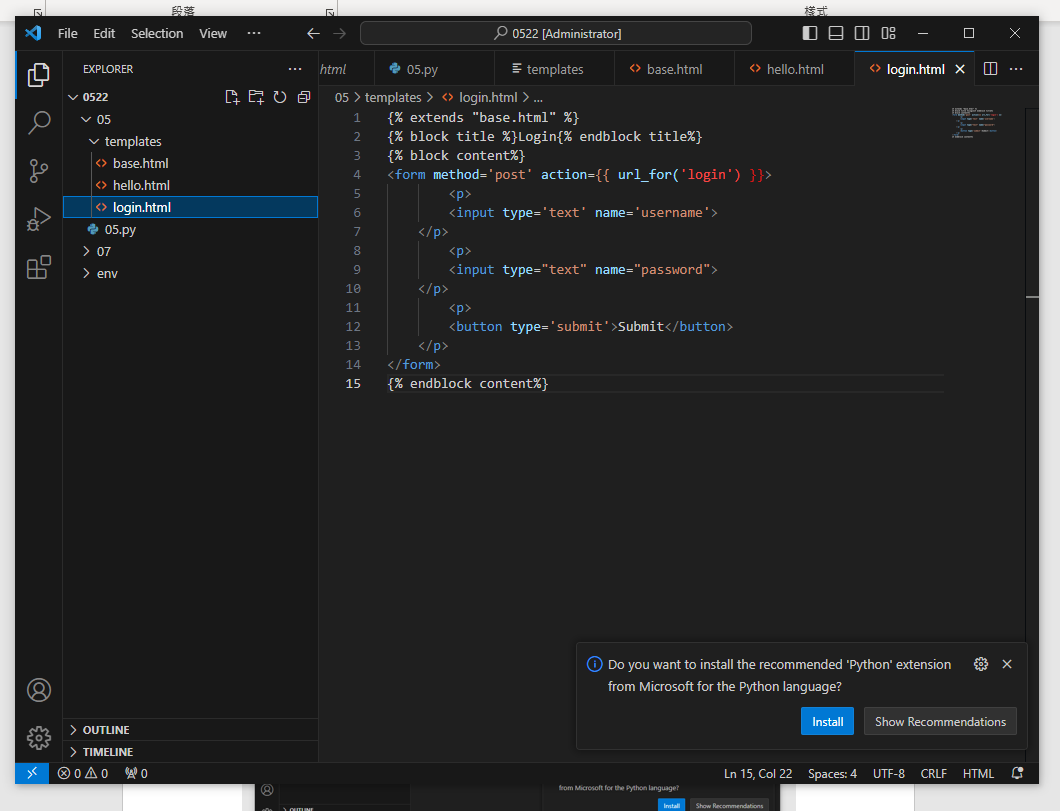 段落
樣式
File Edit Selection View ··· 0522 [Administrator]
EXPLORER ···
html 05.py templates base.html hello.html login.html ···
0522
05 > templates > login.html > ...
05
templates
base.html
hello.html
login.html
05.py
07
env
1 {% extends "base.html" %}
2 {% block title %}Login{% endblock title%}
3 {% block content%}
4 <form method='post' action={{ url_for('login') }}>
5 <p>
6 <input type='text' name='username'>
7 </p>
8 <p>
9 <input type="text" name="password">
10 </p>
11 <p>
12 <button type='submit'>Submit</button>
13 </p>
14 </form>
15 {% endblock content%}
Do you want to install the recommended 'Python' extension
from Microsoft for the Python language?
Install Show Recommendations
OUTLINE
TIMELINE
0 0 0 Ln 15, Col 22 Spaces: 4 UTF-8 CRLF HTML
from Microsoft for the Python language?
Install Show Recommendations
OUTLINE